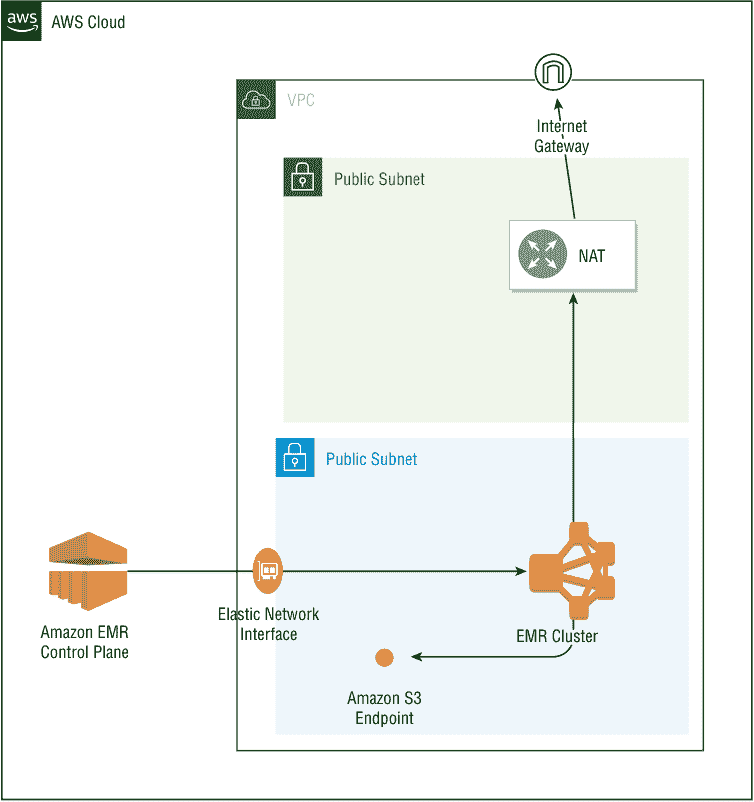 aws
AWS Cloud
VPC
Internet
Gateway
Public Subnet
NAT
Public Subnet
Amazon EMR
Control Plane
Elastic Network
Interface
EMR Cluster
Amazon S3
Endpoint